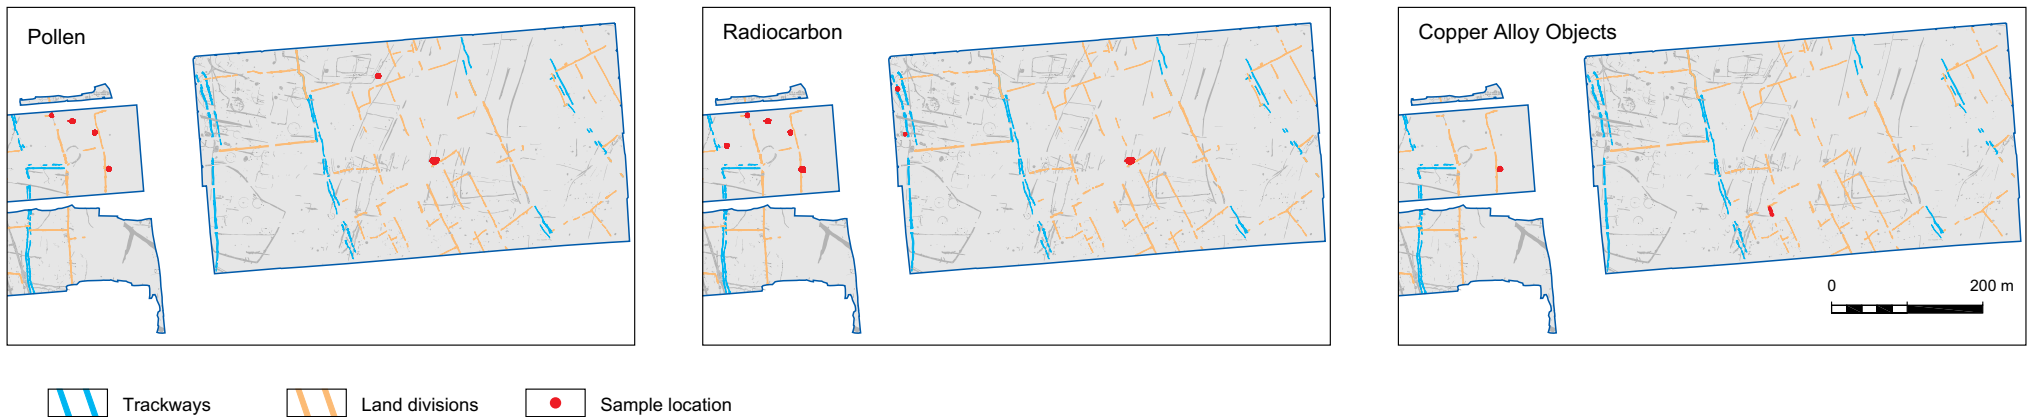 Pollen
Radiocarbon
Copper Alloy Objects
0 200 m
Trackways
Land divisions
Sample location